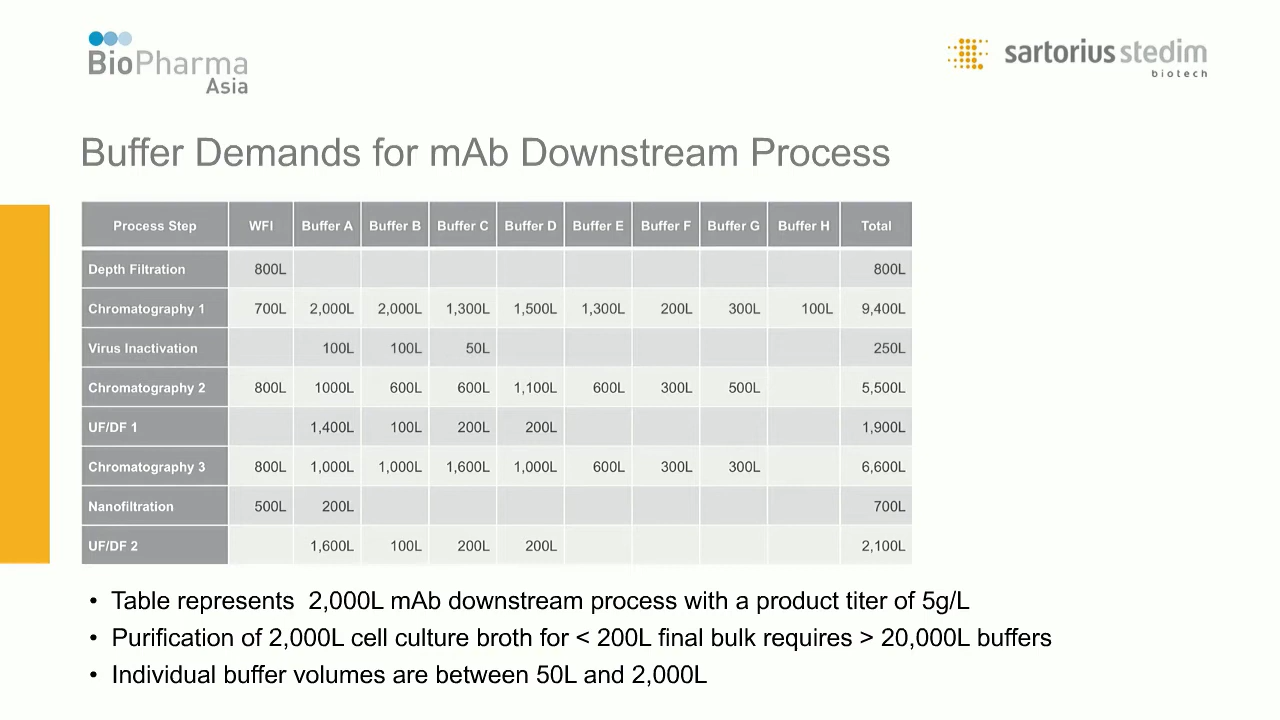 BioPharma
Asia
sartorius stedim
biotech
Buffer Demands for mAb Downstream Process
Process Step WFI Buffer A Buffer B Buffer C Buffer D Buffer E Buffer F Buffer G Buffer H Total
Depth Filtration 800L 800L
Chromatography 1 700L 2,000L 2,000L 1,300L 1,500L 1,300L 200L 300L 100L 9,400L
Virus Inactivation 100L 100L 50L 250L
Chromatography 2 800L 1000L 600L 600L 1,100L 600L 300L 500L 5,500L
UF/DF 1 1,400L 100L 200L 200L 1,900L
Chromatography 3 800L 1,000L 1,000L 1,600L 1,000L 600L 300L 300L 6,600L
Nanofiltration 500L 200L 700L
UF/DF 2 1,600L 100L 200L 200L 2,100L
• Table represents 2,000L mAb downstream process with a product titer of 5g/L
• Purification of 2,000L cell culture broth for < 200L final bulk requires > 20,000L buffers
• Individual buffer volumes are between 50L and 2,000L